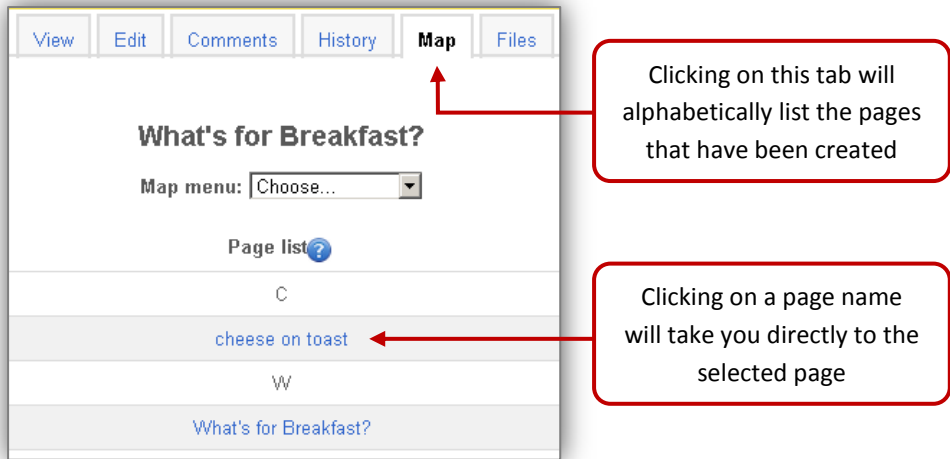 View Edit Comments History Map Files
Clicking on this tab will
alphabetically list the pages
that have been created
What's for Breakfast?
Map menu: Choose...
Page list ?
C
Clicking on a page name
will take you directly to the
selected page
cheese on toast
W
What's for Breakfast?